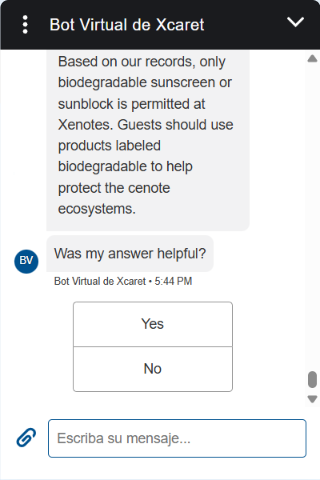 Bot Virtual de Xcaret
Based on our records, only
biodegradable sunscreen or
sunblock is permitted at
Xenotes. Guests should use
products labeled
biodegradable to help
protect the cenote
ecosystems.
Was my answer helpful?
BV
Bot Virtual de Xcaret • 5:44 PM
Yes
No
Escriba su mensaje...